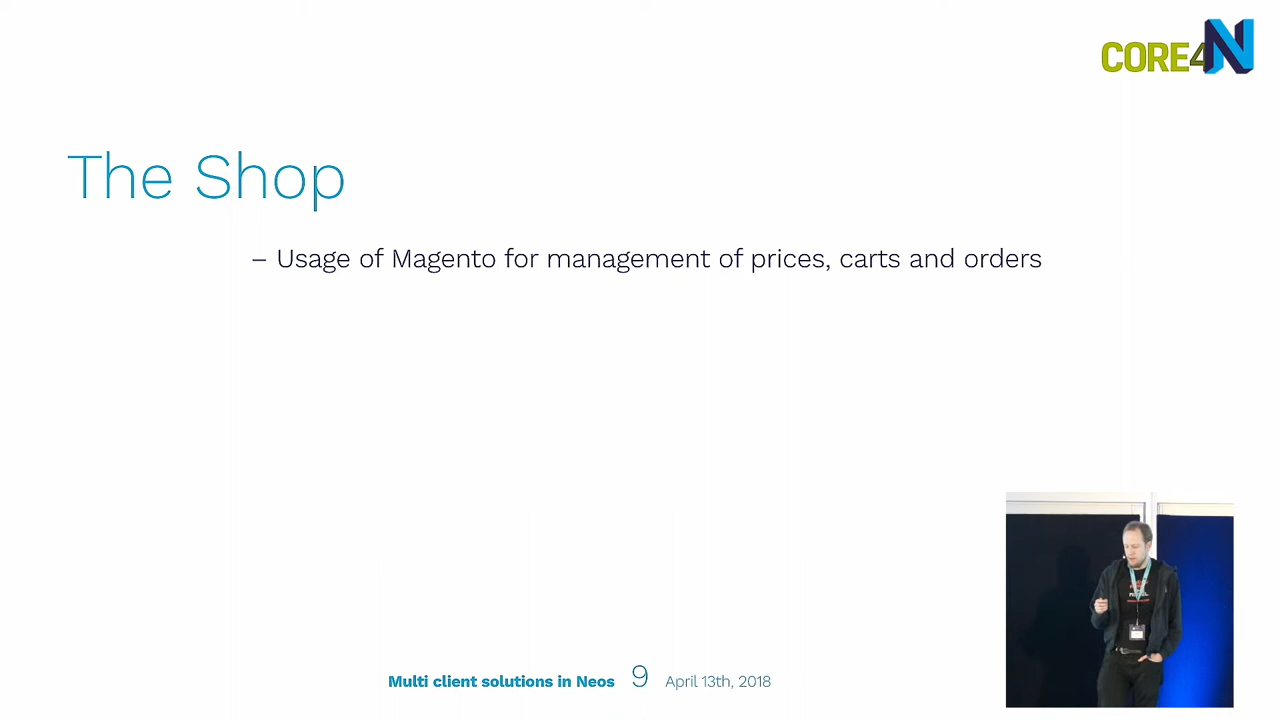 CORE4N
The Shop
– Usage of Magento for management of prices, carts and orders
Multi client solutions in Neos 9 April 13th, 2018